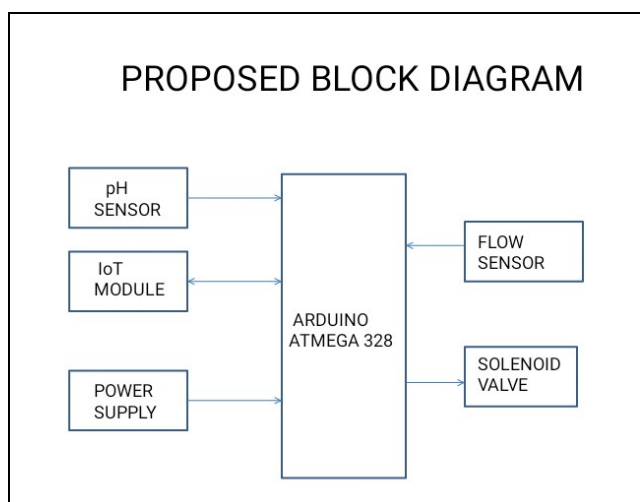 PROPOSED BLOCK DIAGRAM
pH
SENSOR
IoT
MODULE
POWER
SUPPLY
ARDUINO
ATMEGA 328
FLOW
SENSOR
SOLENOID
VALVE